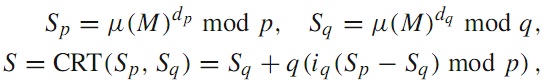 S_p = μ(M)^{d_p} mod p, S_q = μ(M)^{d_q} mod q,
S = CRT(S_p, S_q) = S_q + q(i_q(S_p − S_q) mod p) ,